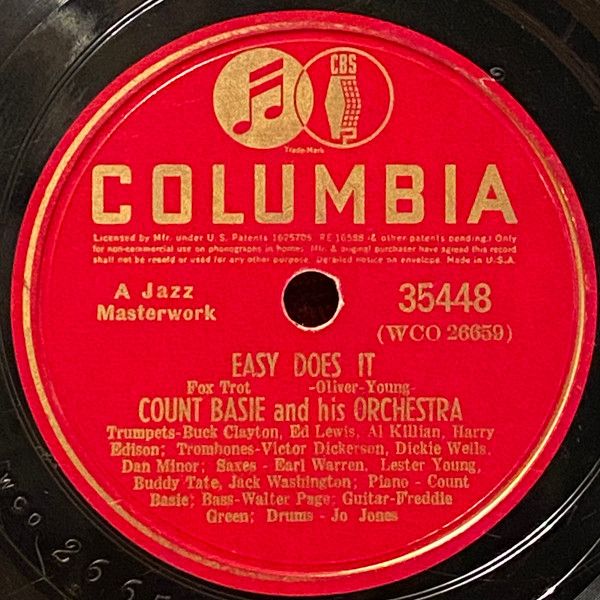 CBS
Trade-Mark
COLUMBIA
Licensed by Mfr. under U.S. Patents 1625705, RE 16588 (& other patents pending.) Only
for non-commercial use on phonographs in homes. Mfr. & original purchaser have agreed this record
shall not be resold or used for any other purpose. Detailed notice on envelope. Made in U.S.A.
A Jazz
Masterwork
35448
(WCO 26659)
EASY DOES IT
Fox Trot -Oliver-Young-
COUNT BASIE and his ORCHESTRA
Trumpets-Buck Clayton, Ed Lewis, Al Killian, Harry
Edison; Trombones-Victor Dickerson, Dickie Wells,
Dan Minor; Saxes - Earl Warren, Lester Young,
Buddy Tate, Jack Washington; Piano - Count
Basie; Bass-Walter Page; Guitar-Freddie
Green; Drums - Jo Jones
WCO 2665